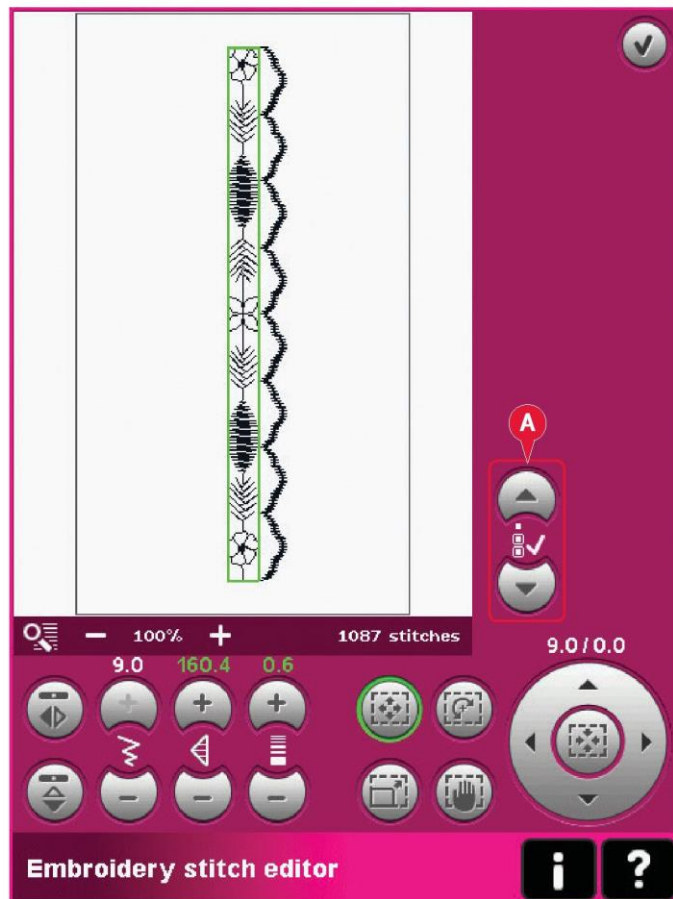 A
100%
1087 stitches
9.0 160.4 0.6
9.0/0.0
Embroidery stitch editor
i ?